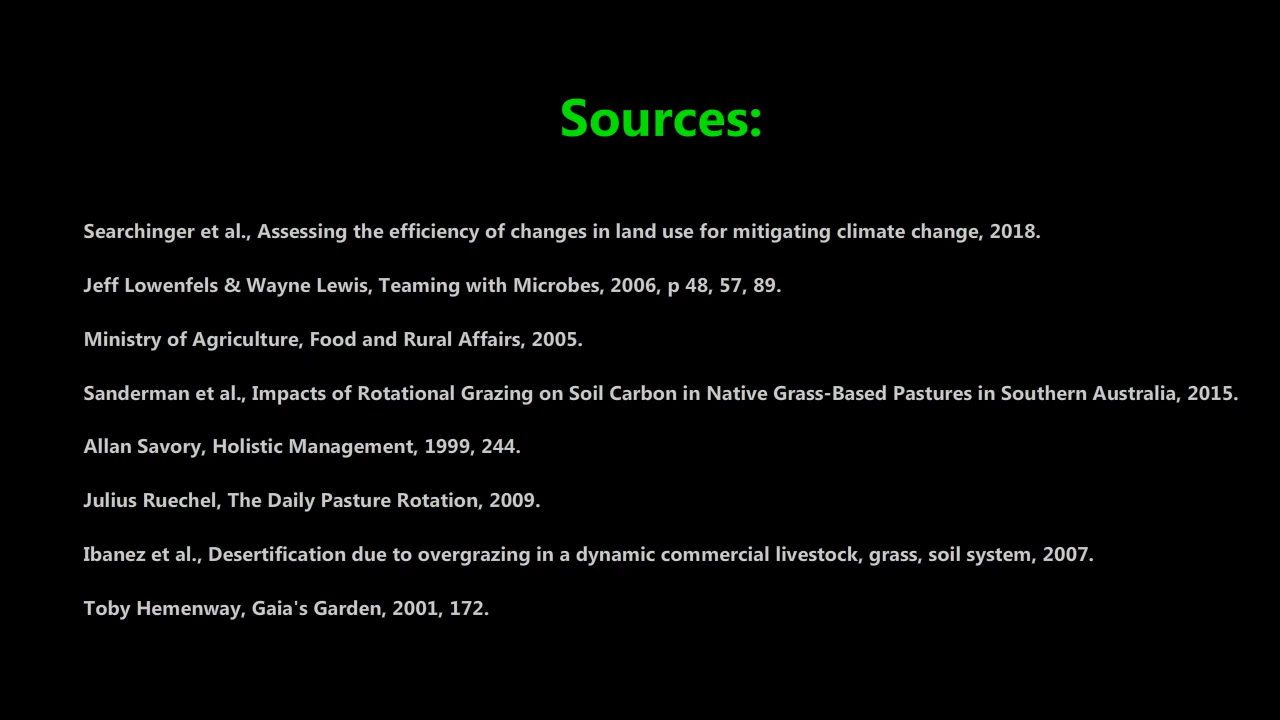 Sources:
Searchinger et al., Assessing the efficiency of changes in land use for mitigating climate change, 2018.
Jeff Lowenfels & Wayne Lewis, Teaming with Microbes, 2006, p 48, 57, 89.
Ministry of Agriculture, Food and Rural Affairs, 2005.
Sanderman et al., Impacts of Rotational Grazing on Soil Carbon in Native Grass-Based Pastures in Southern Australia, 2015.
Allan Savory, Holistic Management, 1999, 244.
Julius Ruechel, The Daily Pasture Rotation, 2009.
Ibanez et al., Desertification due to overgrazing in a dynamic commercial livestock, grass, soil system, 2007.
Toby Hemenway, Gaia's Garden, 2001, 172.